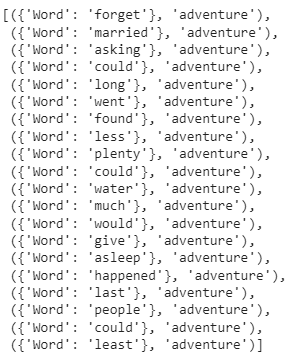 [({'Word': 'forget'}, 'adventure'),
({'Word': 'married'}, 'adventure'),
({'Word': 'asking'}, 'adventure'),
({'Word': 'could'}, 'adventure'),
({'Word': 'long'}, 'adventure'),
({'Word': 'went'}, 'adventure'),
({'Word': 'found'}, 'adventure'),
({'Word': 'less'}, 'adventure'),
({'Word': 'plenty'}, 'adventure'),
({'Word': 'could'}, 'adventure'),
({'Word': 'water'}, 'adventure'),
({'Word': 'much'}, 'adventure'),
({'Word': 'would'}, 'adventure'),
({'Word': 'give'}, 'adventure'),
({'Word': 'asleep'}, 'adventure'),
({'Word': 'happened'}, 'adventure'),
({'Word': 'last'}, 'adventure'),
({'Word': 'people'}, 'adventure'),
({'Word': 'could'}, 'adventure'),
({'Word': 'least'}, 'adventure')]